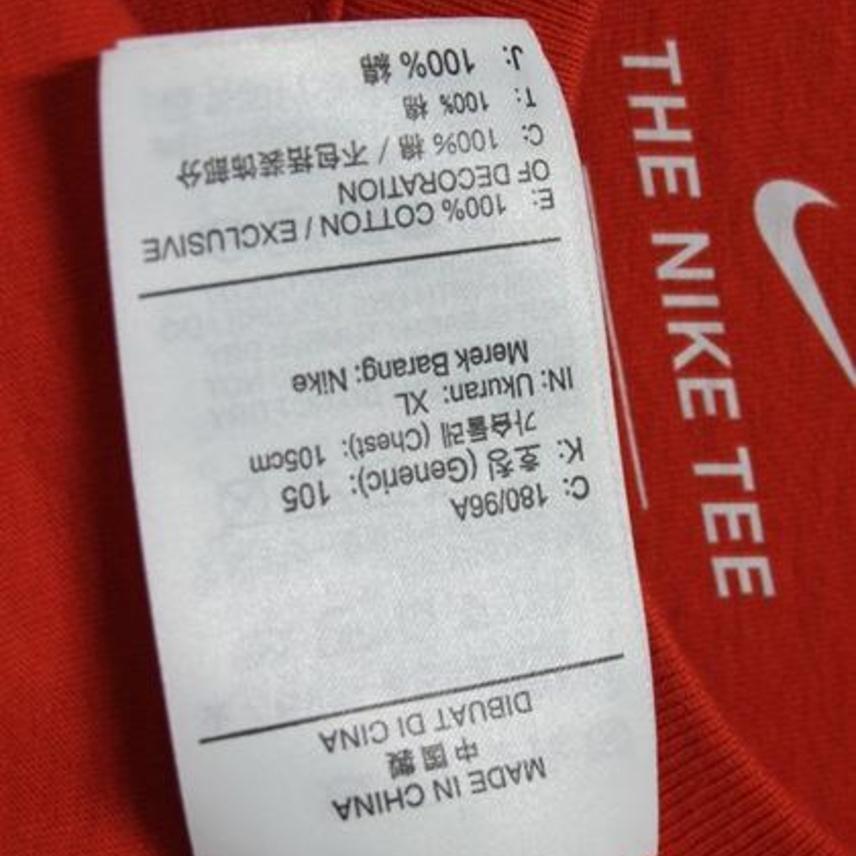 MADE IN CHINA
中國製
DIBUAT DI CINA
C: 180/96A
K: 호칭 (Generic): 105
가슴둘레 (Chest): 105cm
IN: Ukuran: XL
Merek Barang: Nike
E: 100% COTTON / EXCLUSIVE
OF DECORATION
C: 100% 棉 / 不包括装饰部分
T: 100% 棉
J: 100% 綿
THE NIKE TEE